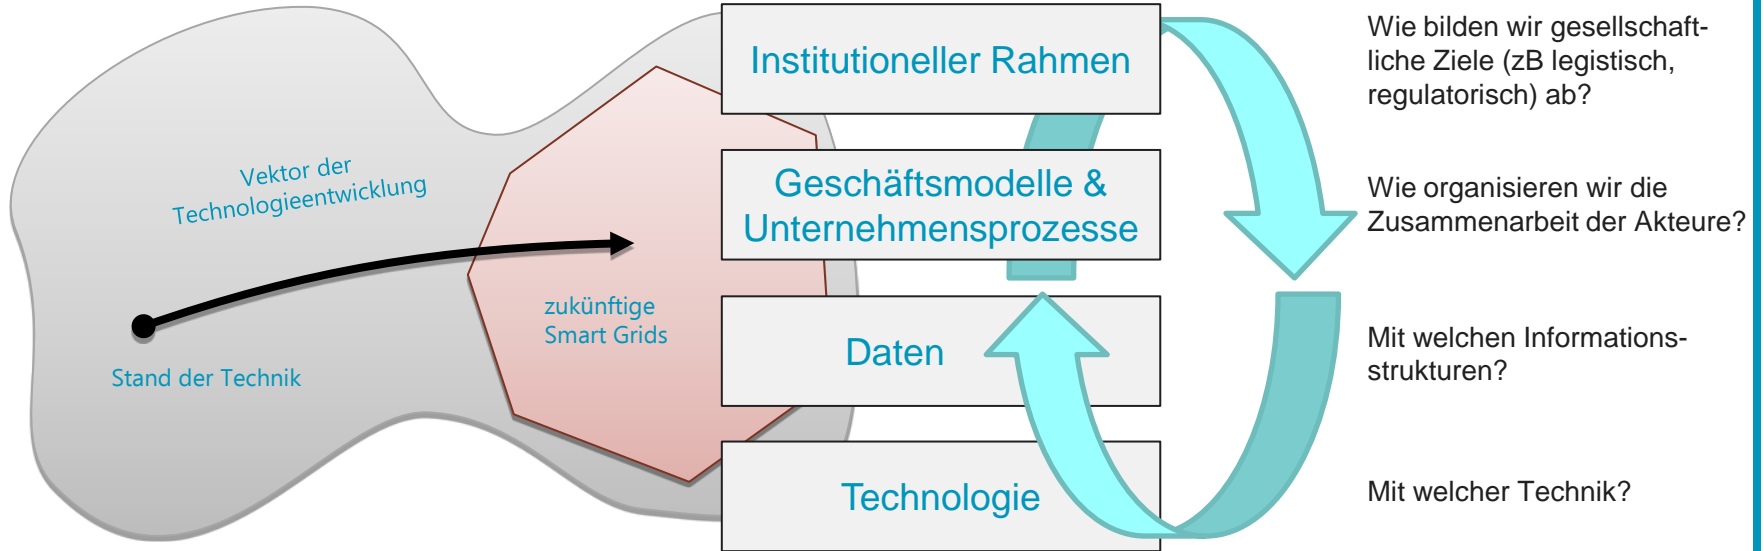 Vektor der
Technologieentwicklung
Stand der Technik
zukünftige
Smart Grids
Institutioneller Rahmen
Geschäftsmodelle &
Unternehmensprozesse
Daten
Technologie
Wie bilden wir gesellschaft-
liche Ziele (zB legistisch,
regulatorisch) ab?
Wie organisieren wir die
Zusammenarbeit der Akteure?
Mit welchen Informations-
strukturen?
Mit welcher Technik?